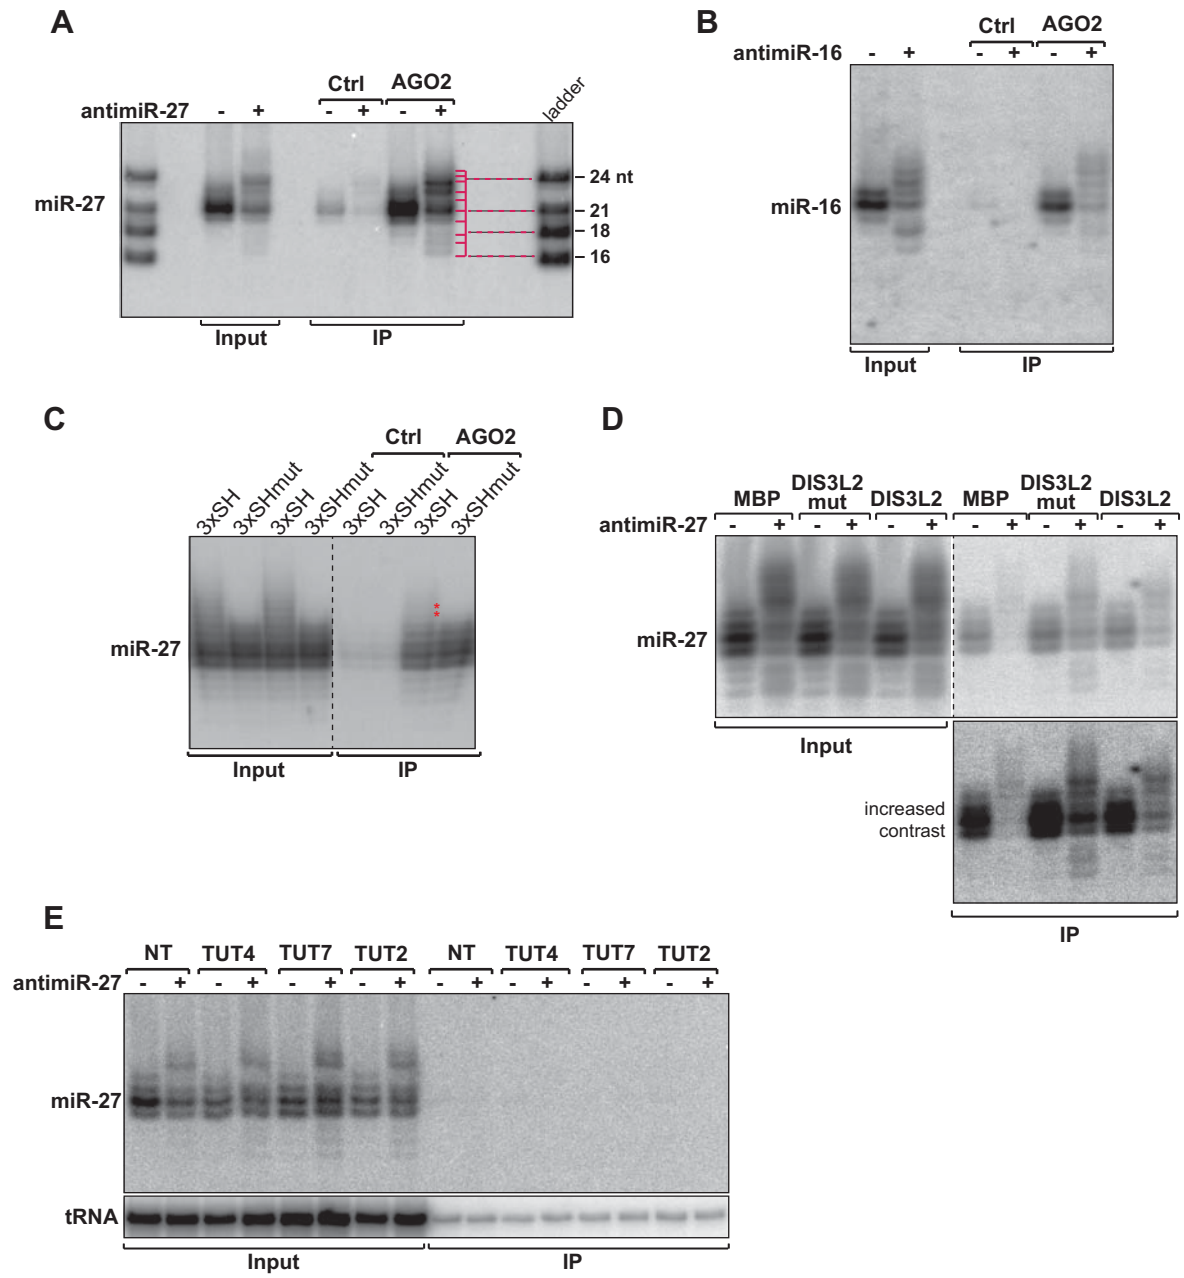 A
Ctrl AGO2
antimiR-27 - + - + - + ladder
miR-27
24 nt
21
18
16
Input IP
B
Ctrl AGO2
antimiR-16 - + - + - +
miR-16
Input IP
C
Ctrl AGO2
3xSH 3xSHmut 3xSH 3xSHmut 3xSH 3xSHmut 3xSH 3xSHmut
miR-27
*
*
Input IP
D
MBP DIS3L2 mut DIS3L2 MBP DIS3L2 mut DIS3L2
antimiR-27 - + - + - + - + - + - +
miR-27
Input
increased
contrast
IP
E
NT TUT4 TUT7 TUT2 NT TUT4 TUT7 TUT2
antimiR-27 - + - + - + - + - + - + - + - +
miR-27
tRNA
Input IP